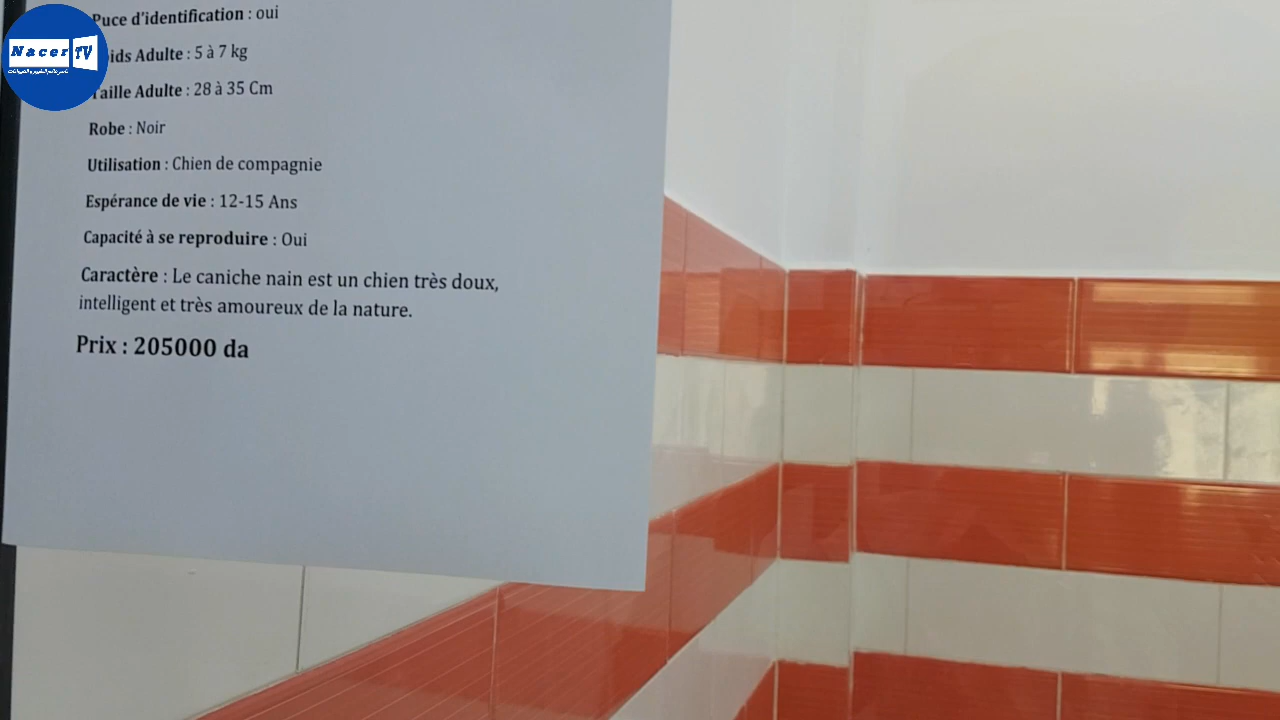 Puce d'identification : oui
Nacer TV
Poids Adulte : 5 à 7 kg
Taille Adulte : 28 à 35 Cm
Robe : Noir
Utilisation : Chien de compagnie
Espérance de vie : 12-15 Ans
Capacité à se reproduire : Oui
Caractère : Le caniche nain est un chien très doux,
intelligent et très amoureux de la nature.
Prix : 205000 da